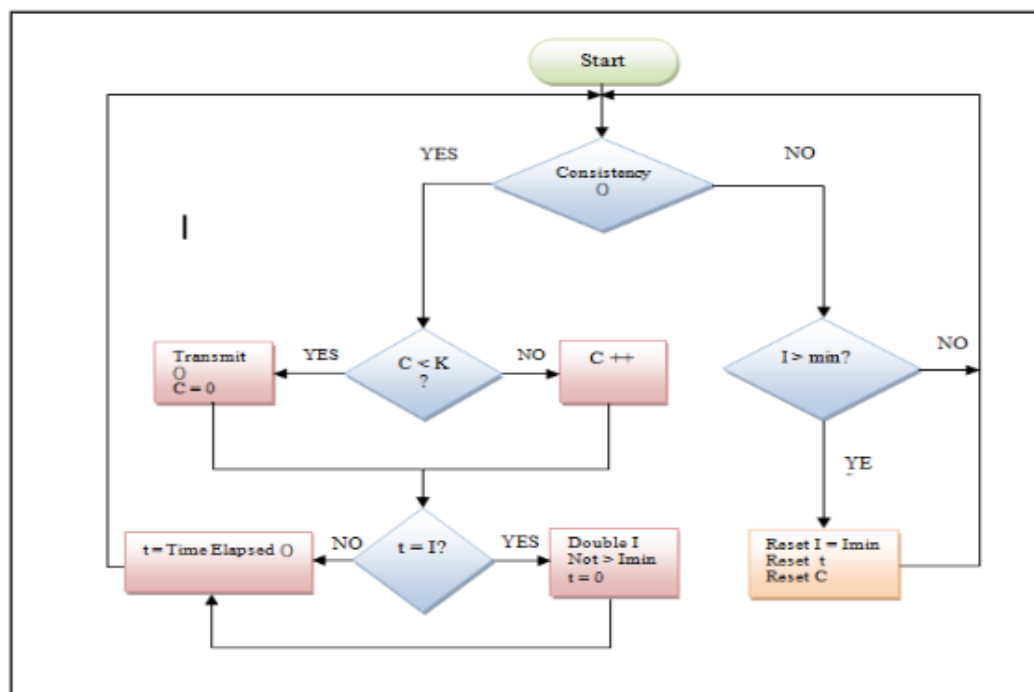 Start
YES
NO
Consistency
()
I
Transmit
()
C = 0
YES
C < K
?
NO
C ++
I > min?
NO
YE
t = Time Elapsed ()
NO
t = I?
YES
Double I
Not > Imin
t = 0
Reset I = Imin
Reset t
Reset C